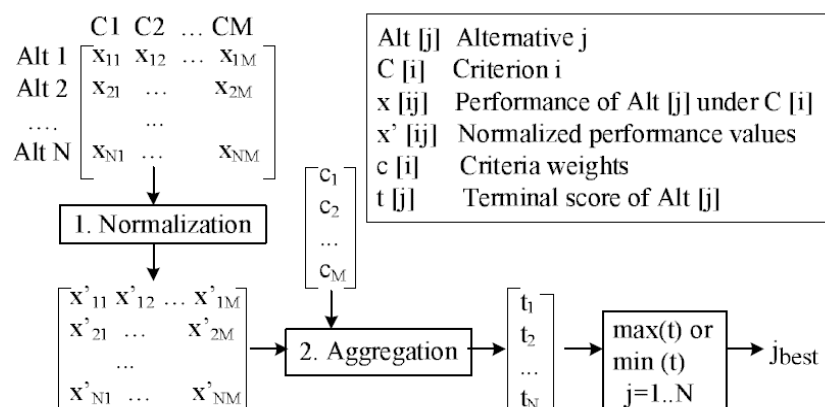 C1 C2 ... CM
Alt 1 x11 x12 ... x1M
Alt 2 x21 ... x2M
.... ...
Alt N xN1 ... xNM
1. Normalization
x'11 x'12 ... x'1M
x'21 ... x'2M
...
x'N1 ... x'NM
c1
c2
...
cM
2. Aggregation
t1
t2
...
tN
max(t) or
min (t)
j=1..N
jbest
Alt [j] Alternative j
C [i] Criterion i
x [ij] Performance of Alt [j] under C [i]
x' [ij] Normalized performance values
c [i] Criteria weights
t [j] Terminal score of Alt [j]